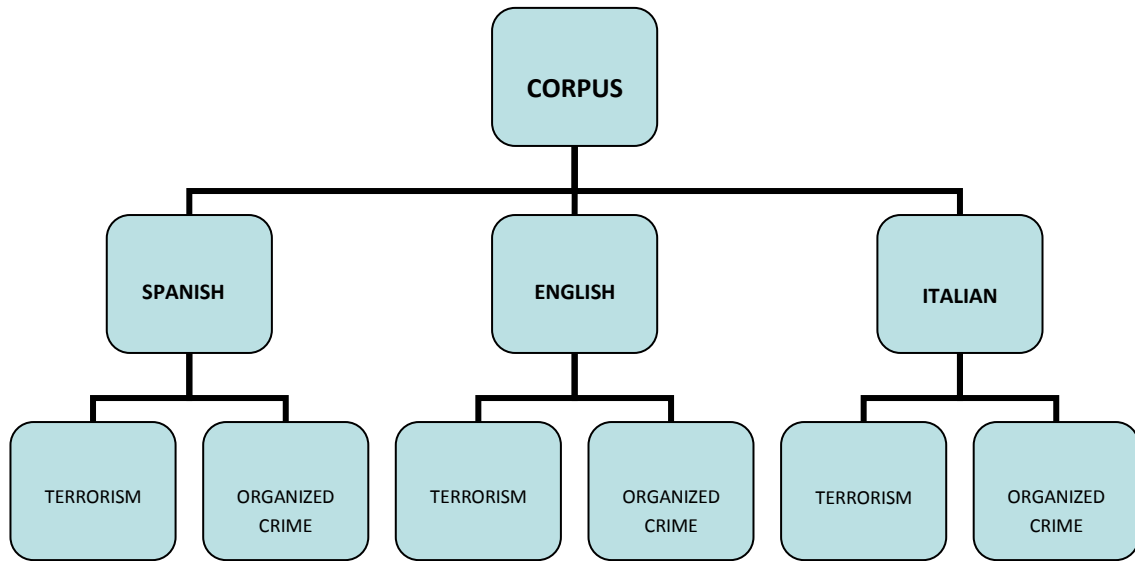 CORPUS
SPANISH
ENGLISH
ITALIAN
TERRORISM
ORGANIZED
CRIME
TERRORISM
ORGANIZED
CRIME
TERRORISM
ORGANIZED
CRIME